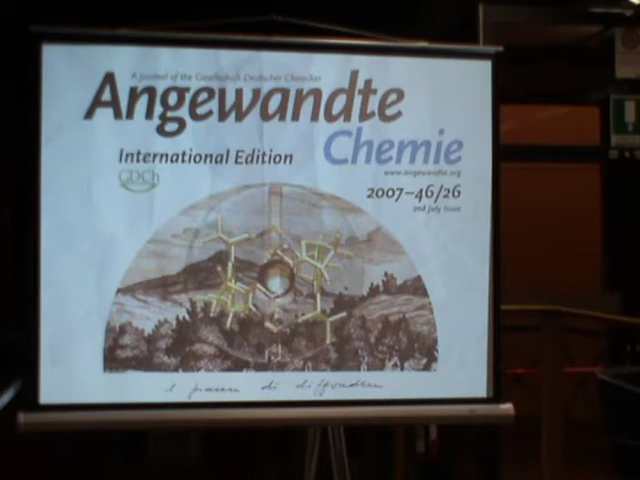 A Journal of the Gesellschaft Deutscher Chemiker
Angewandte
Chemie
International Edition
GDCh
www.angewandte.org
2007–46/26
2nd July Issue